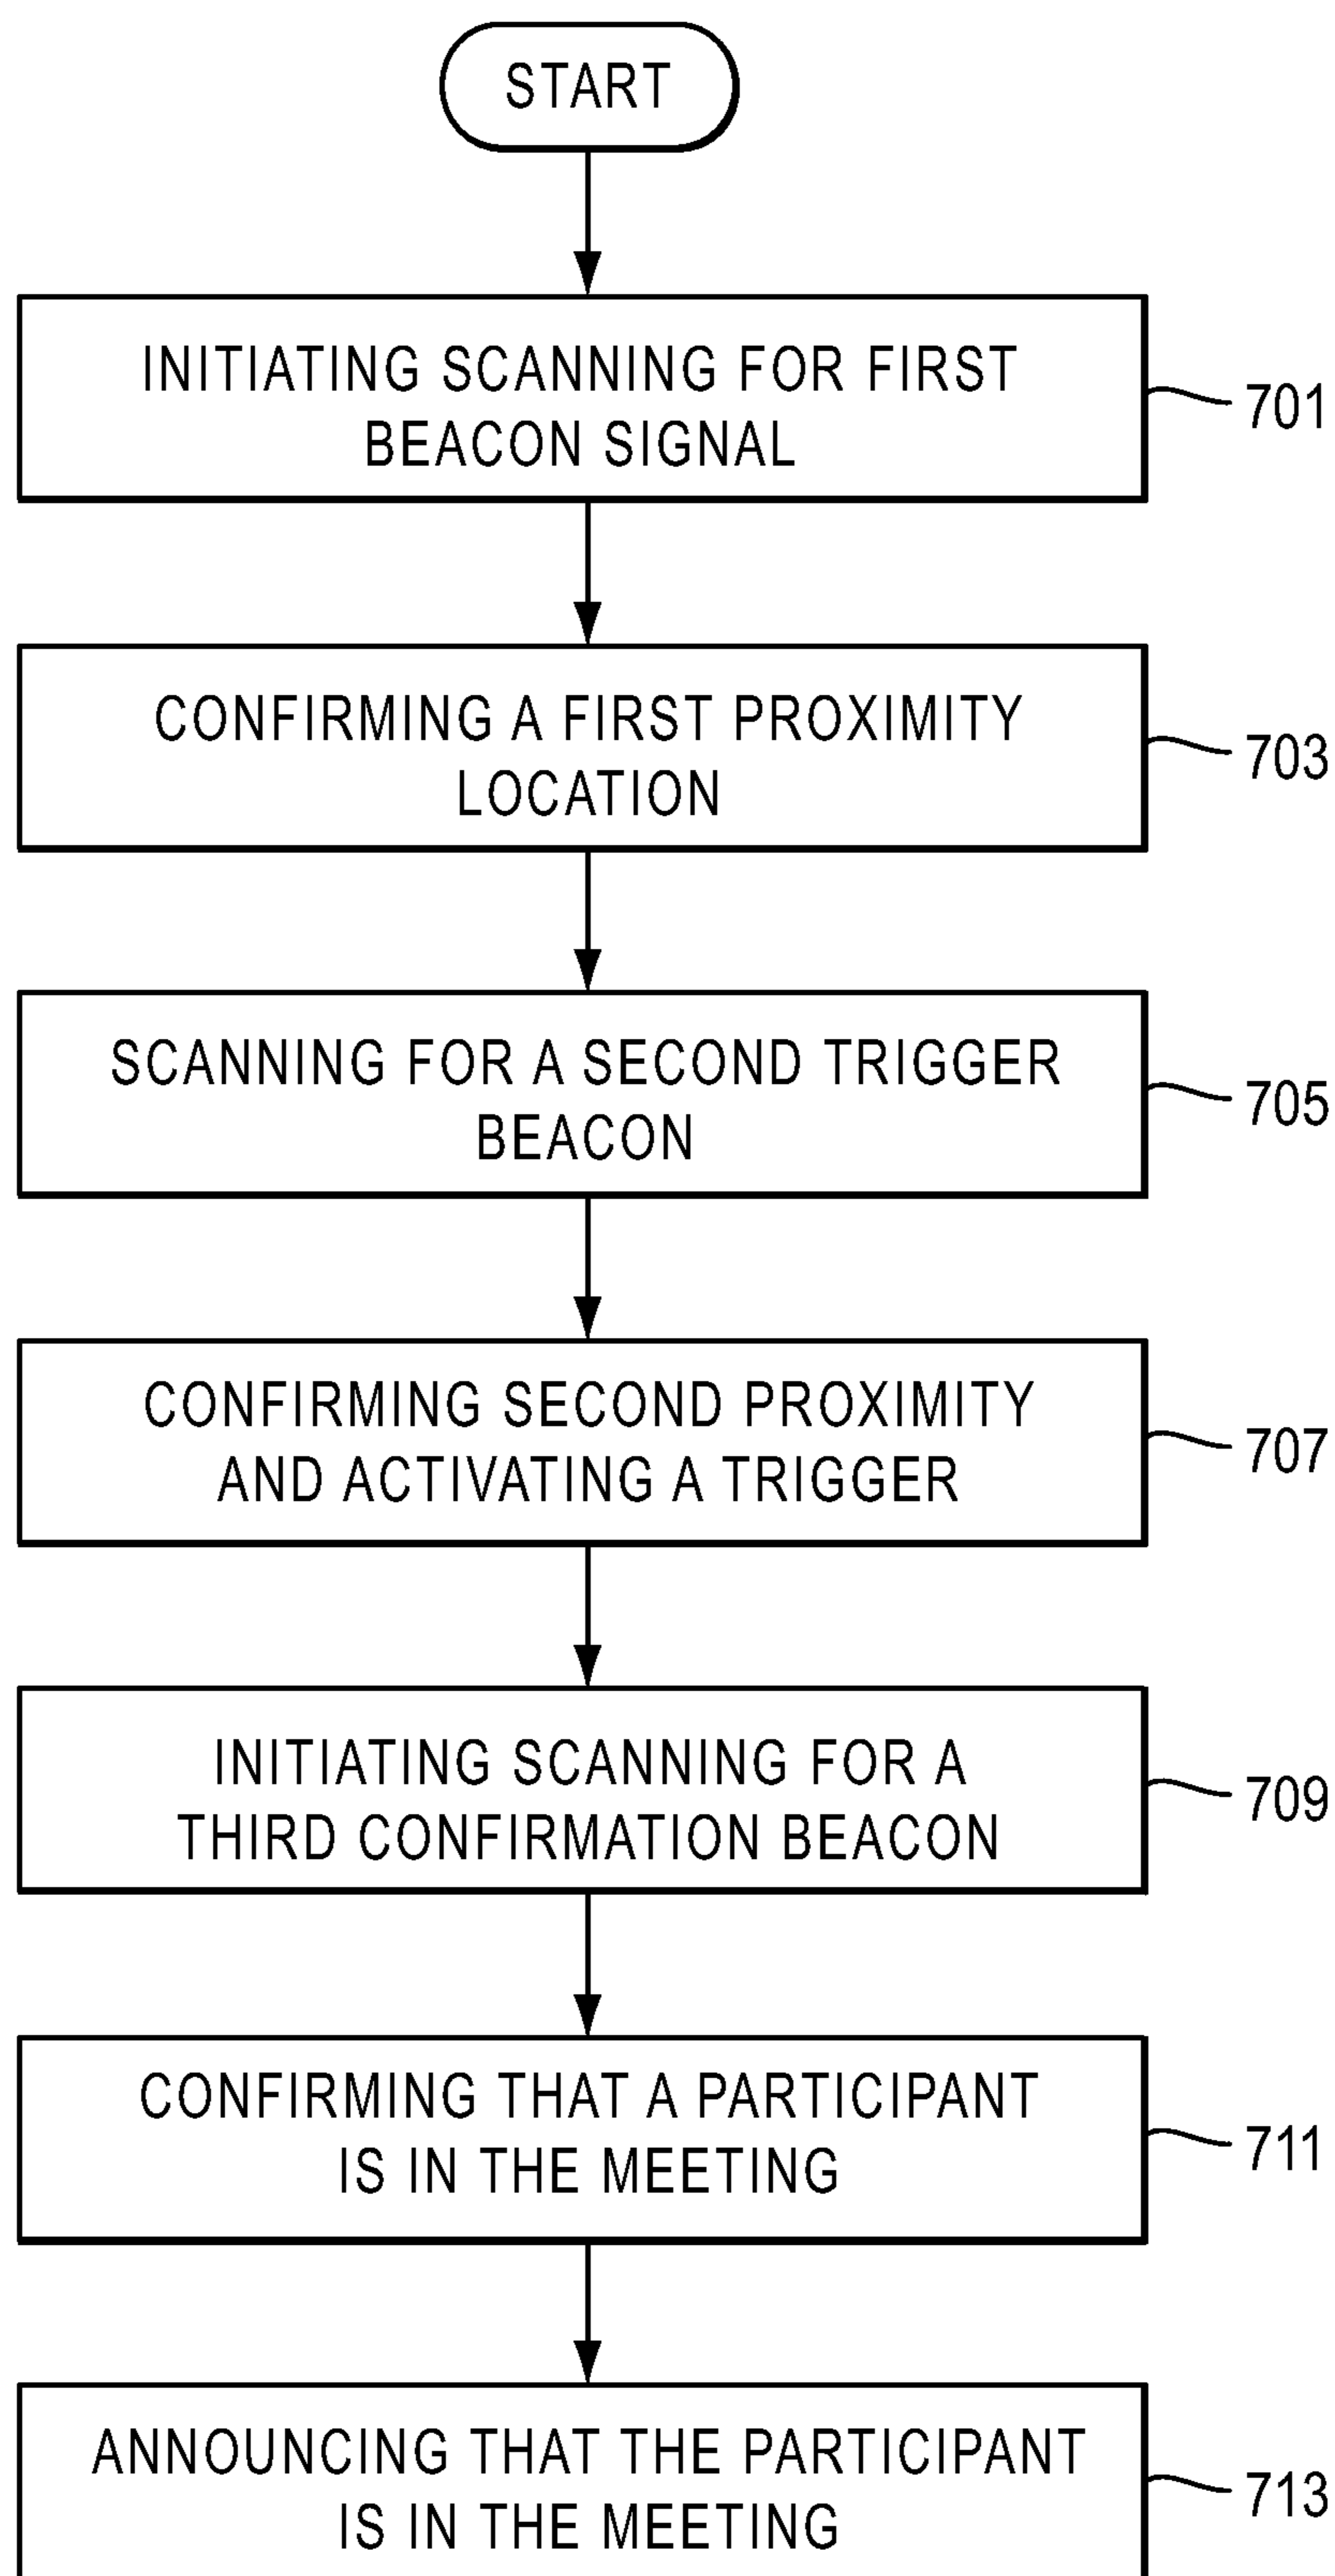 START
INITIATING SCANNING FOR FIRST
BEACON SIGNAL
701
CONFIRMING A FIRST PROXIMITY
LOCATION
703
SCANNING FOR A SECOND TRIGGER
BEACON
705
CONFIRMING SECOND PROXIMITY
AND ACTIVATING A TRIGGER
707
INITIATING SCANNING FOR A
THIRD CONFIRMATION BEACON
709
CONFIRMING THAT A PARTICIPANT
IS IN THE MEETING
711
ANNOUNCING THAT THE PARTICIPANT
IS IN THE MEETING
713